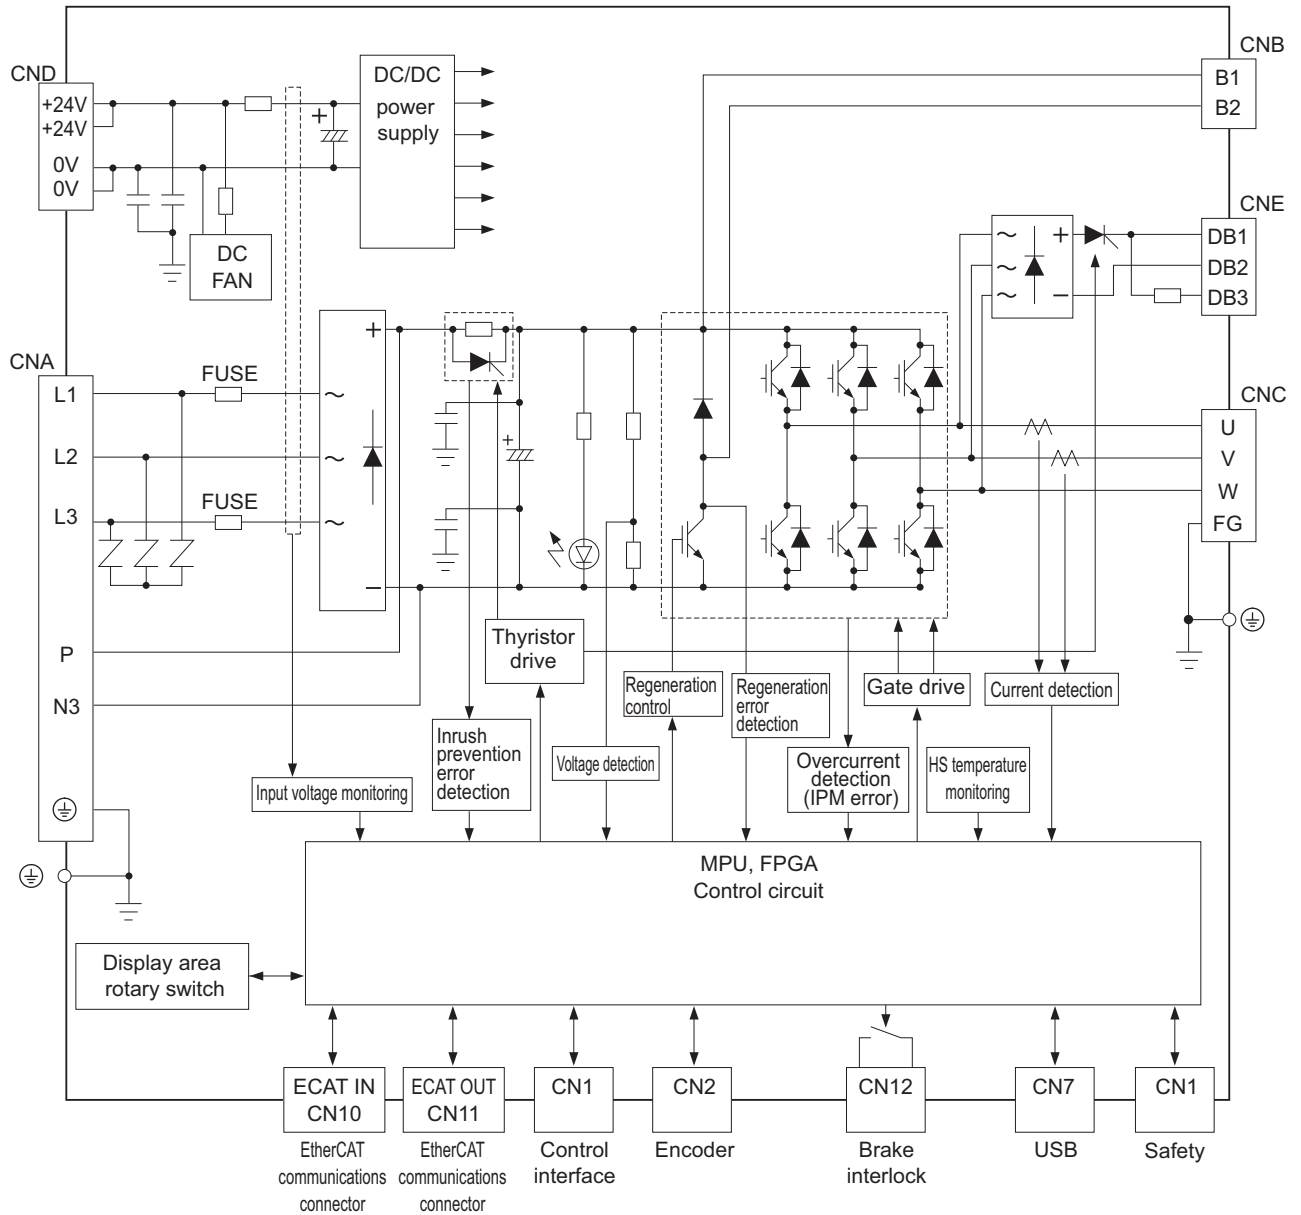 CND
+24V
+24V
0V
0V
DC/DC
power
supply
DC
FAN
CNB
B1
B2
CNE
DB1
DB2
DB3
+
~
~
~
+
−
CNA
L1
FUSE
L2
L3
FUSE
~
~
~
+
−
+
CNC
U
V
W
FG
P
N3
Thyristor
drive
Regeneration
control
Regeneration
error
detection
Gate drive
Current detection
Inrush
prevention
error
detection
Input voltage monitoring
Voltage detection
Overcurrent
detection
(IPM error)
HS temperature
monitoring
MPU, FPGA
Control circuit
Display area
rotary switch
ECAT IN
CN10
EtherCAT
communications
connector
ECAT OUT
CN11
EtherCAT
communications
connector
CN1
Control
interface
CN2
Encoder
CN12
Brake
interlock
CN7
USB
CN1
Safety